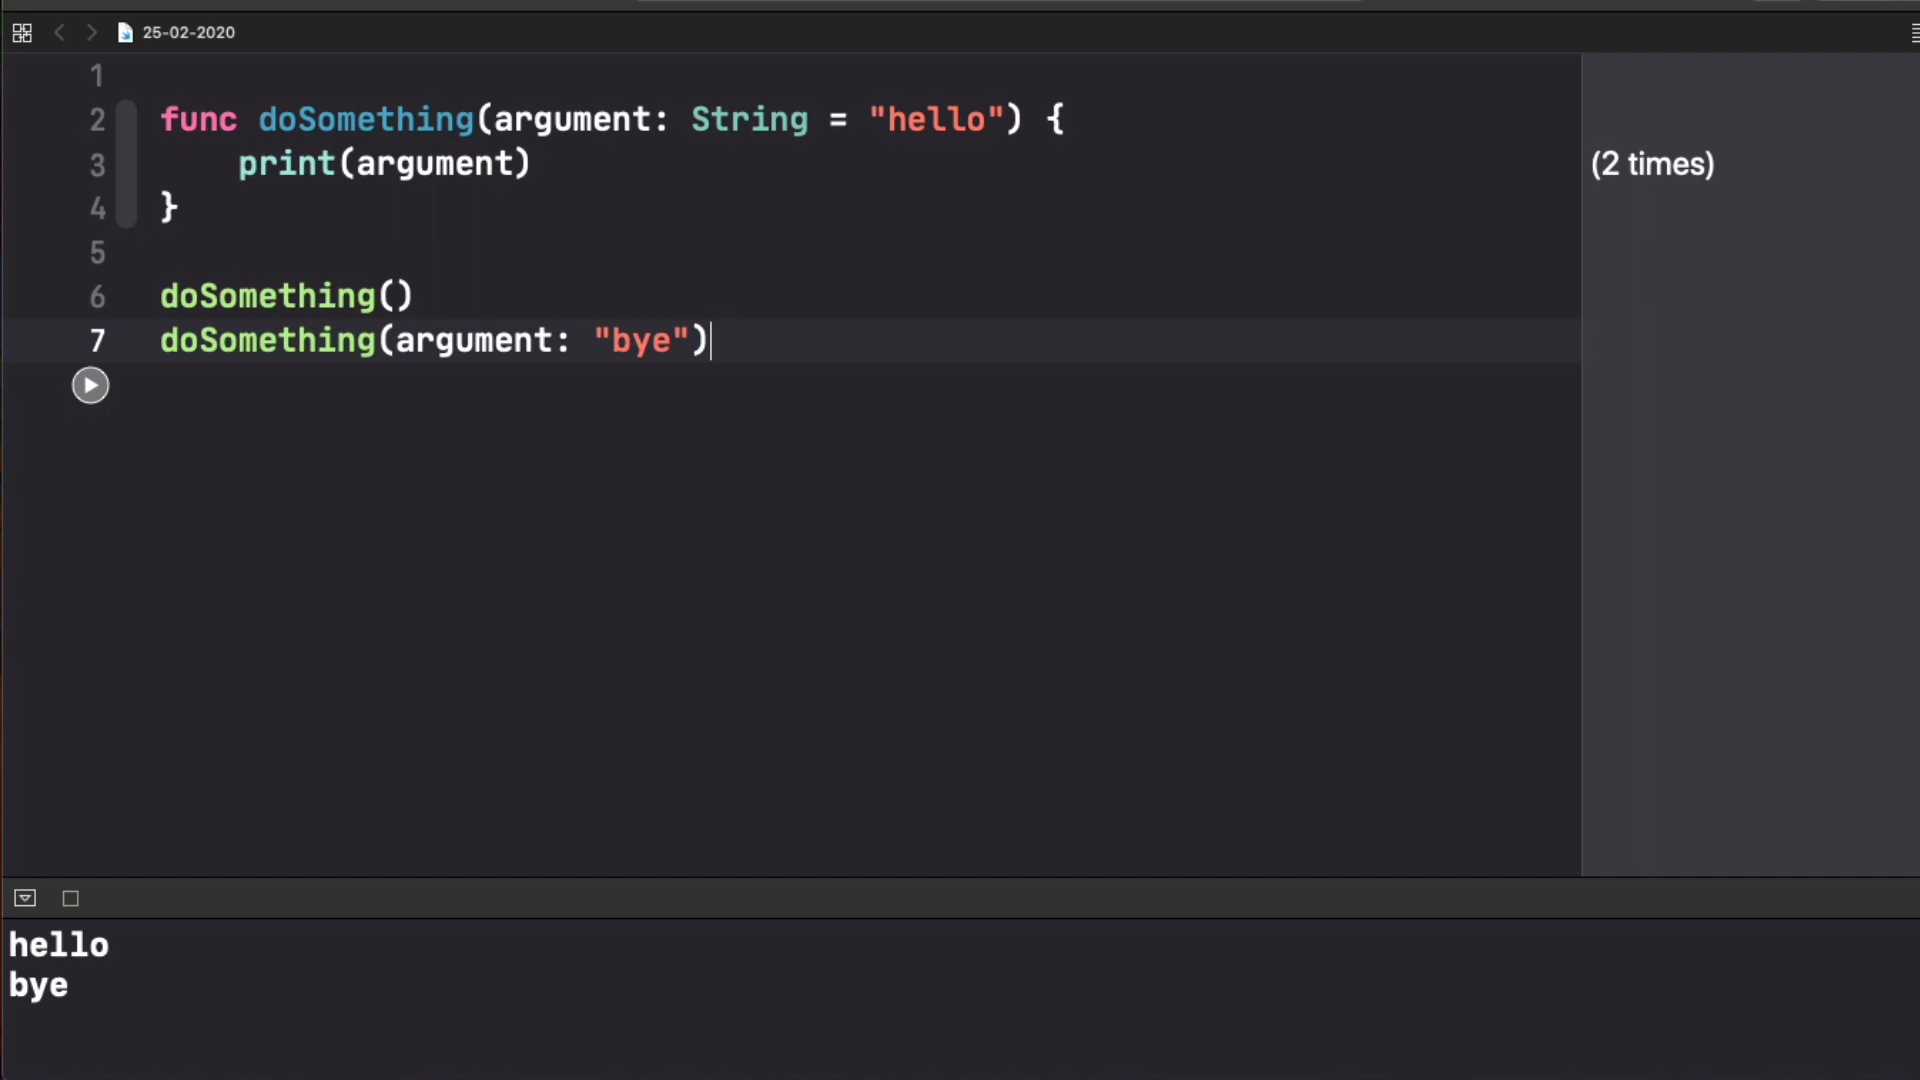 25-02-2020
1
2 func doSomething(argument: String = "hello") {
3     print(argument)
(2 times)
4 }
5
6 doSomething()
7 doSomething(argument: "bye")
hello
bye